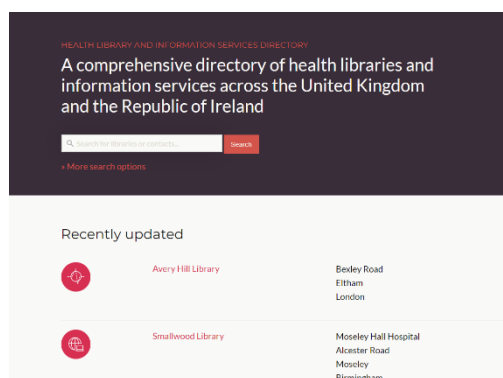 HEALTH LIBRARY AND INFORMATION SERVICES DIRECTORY
A comprehensive directory of health libraries and
information services across the United Kingdom
and the Republic of Ireland
Search for libraries or contacts...
Search
» More search options
Recently updated
Avery Hill Library
Bexley Road
Eltham
London
Smallwood Library
Moseley Hall Hospital
Alcester Road
Moseley
Birmingham